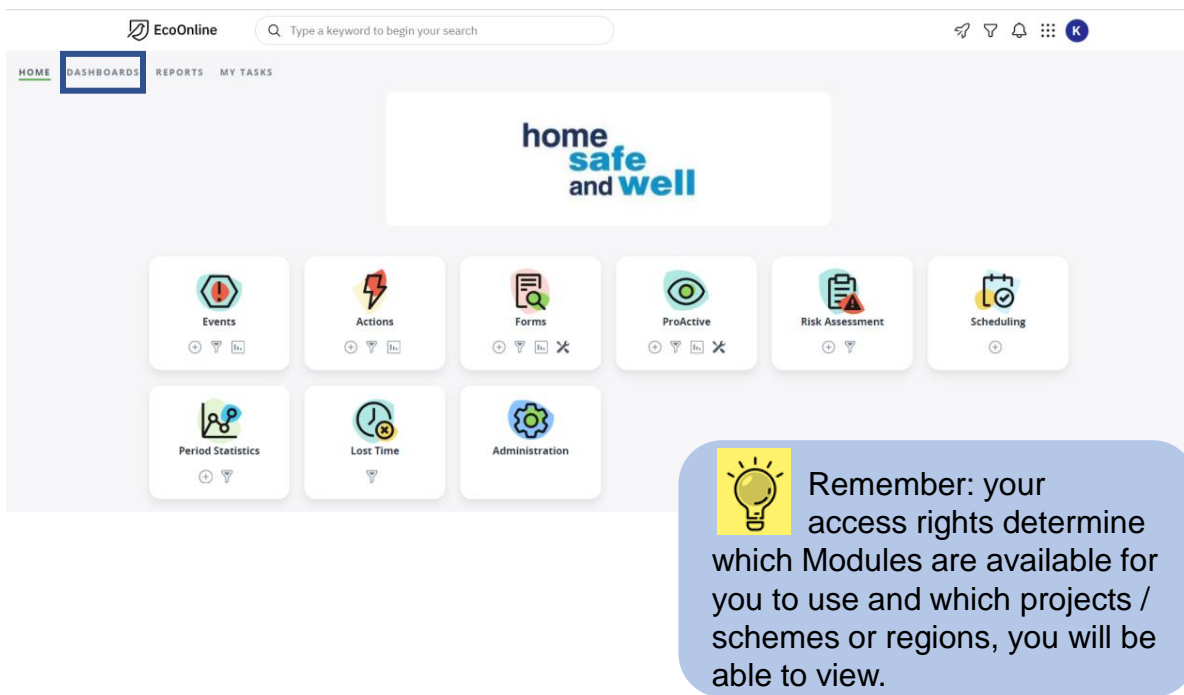 EcoOnline
Type a keyword to begin your search
K
HOME DASHBOARDS REPORTS MY TASKS
home
safe
and well
Events
Actions
Forms
ProActive
Risk Assessment
Scheduling
Period Statistics
Lost Time
Administration
Remember: your
access rights determine
which Modules are available for
you to use and which projects /
schemes or regions, you will be
able to view.